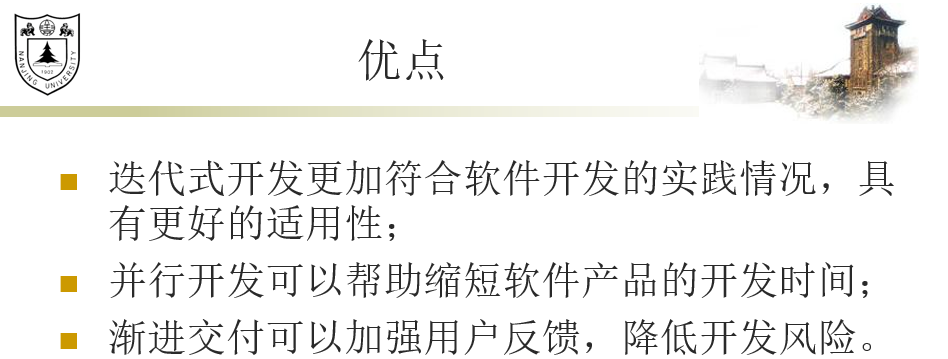 NANJING UNIVERSITY
1902
优点
迭代式开发更加符合软件开发的实践情况，具
有更好的适用性；
并行开发可以帮助缩短软件产品的开发时间；
渐进交付可以加强用户反馈，降低开发风险。